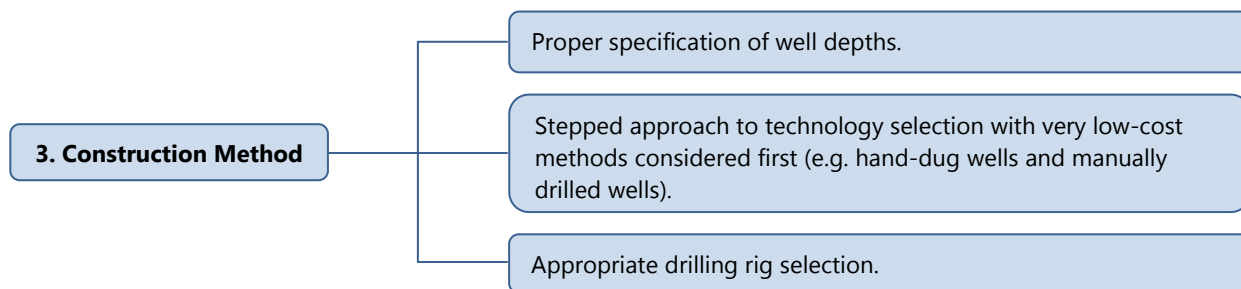 Proper specification of well depths.
3. Construction Method
Stepped approach to technology selection with very low-cost
methods considered first (e.g. hand-dug wells and manually
drilled wells).
Appropriate drilling rig selection.